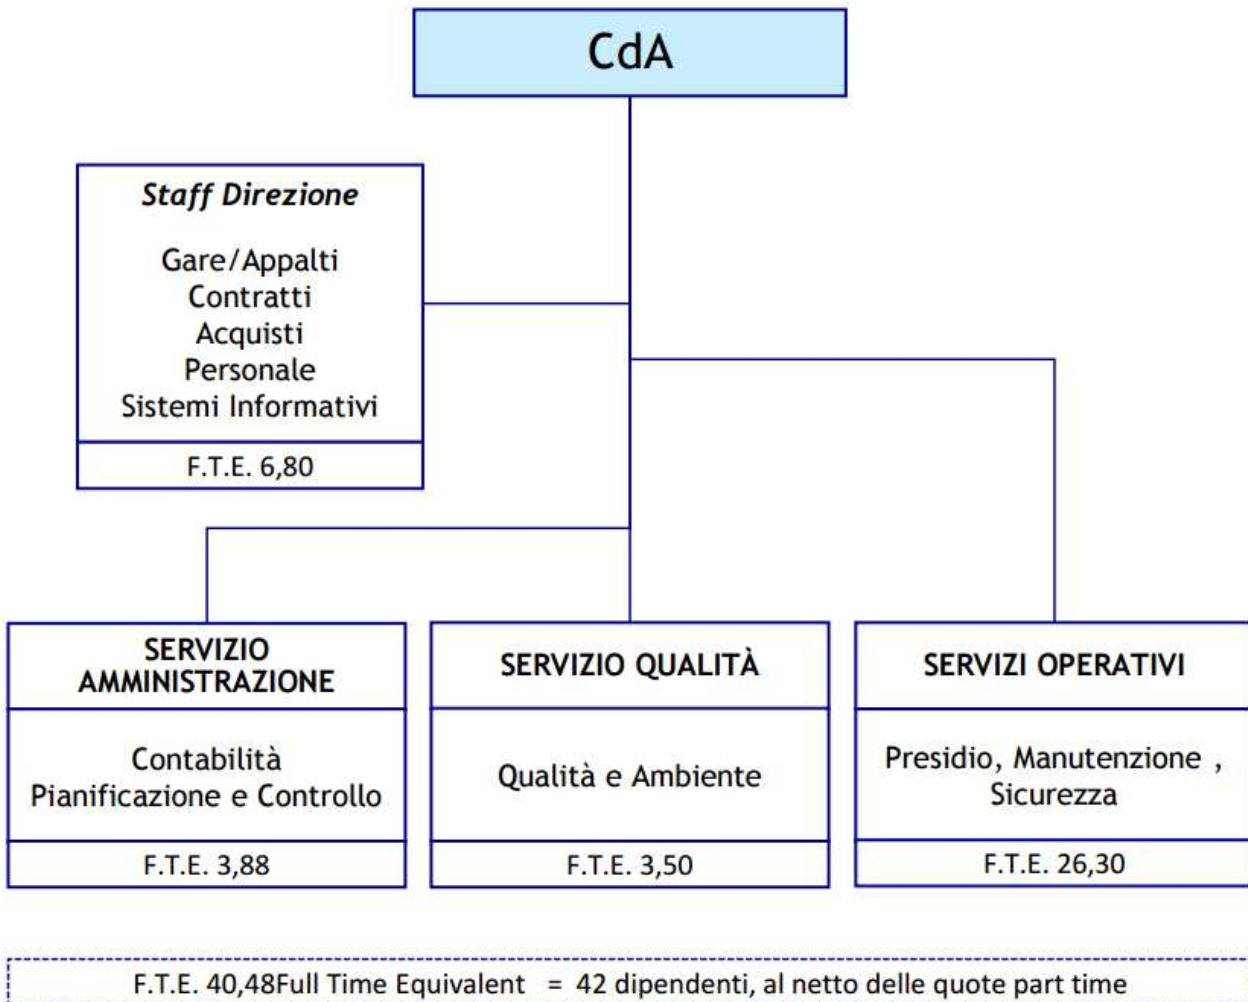 CdA
Staff Direzione
Gare/Appalti
Contratti
Acquisti
Personale
Sistemi Informativi
F.T.E. 6,80
SERVIZIO
AMMINISTRAZIONE
Contabilità
Pianificazione e Controllo
F.T.E. 3,88
SERVIZIO QUALITÀ
Qualità e Ambiente
F.T.E. 3,50
SERVIZI OPERATIVI
Presidio, Manutenzione ,
Sicurezza
F.T.E. 26,30
F.T.E. 40,48Full Time Equivalent = 42 dipendenti, al netto delle quote part time